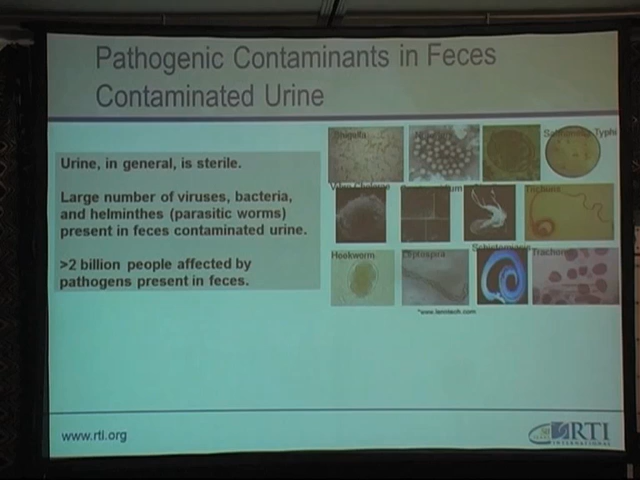 Pathogenic Contaminants in Feces
Contaminated Urine
Urine, in general, is sterile.
Large number of viruses, bacteria,
and helminthes (parasitic worms)
present in feces contaminated urine.
>2 billion people affected by
pathogens present in feces.
Shigella
Typhi
Hookworm
Leptospira
*www.lenntech.com
www.rti.org
RTI
INTERNATIONAL